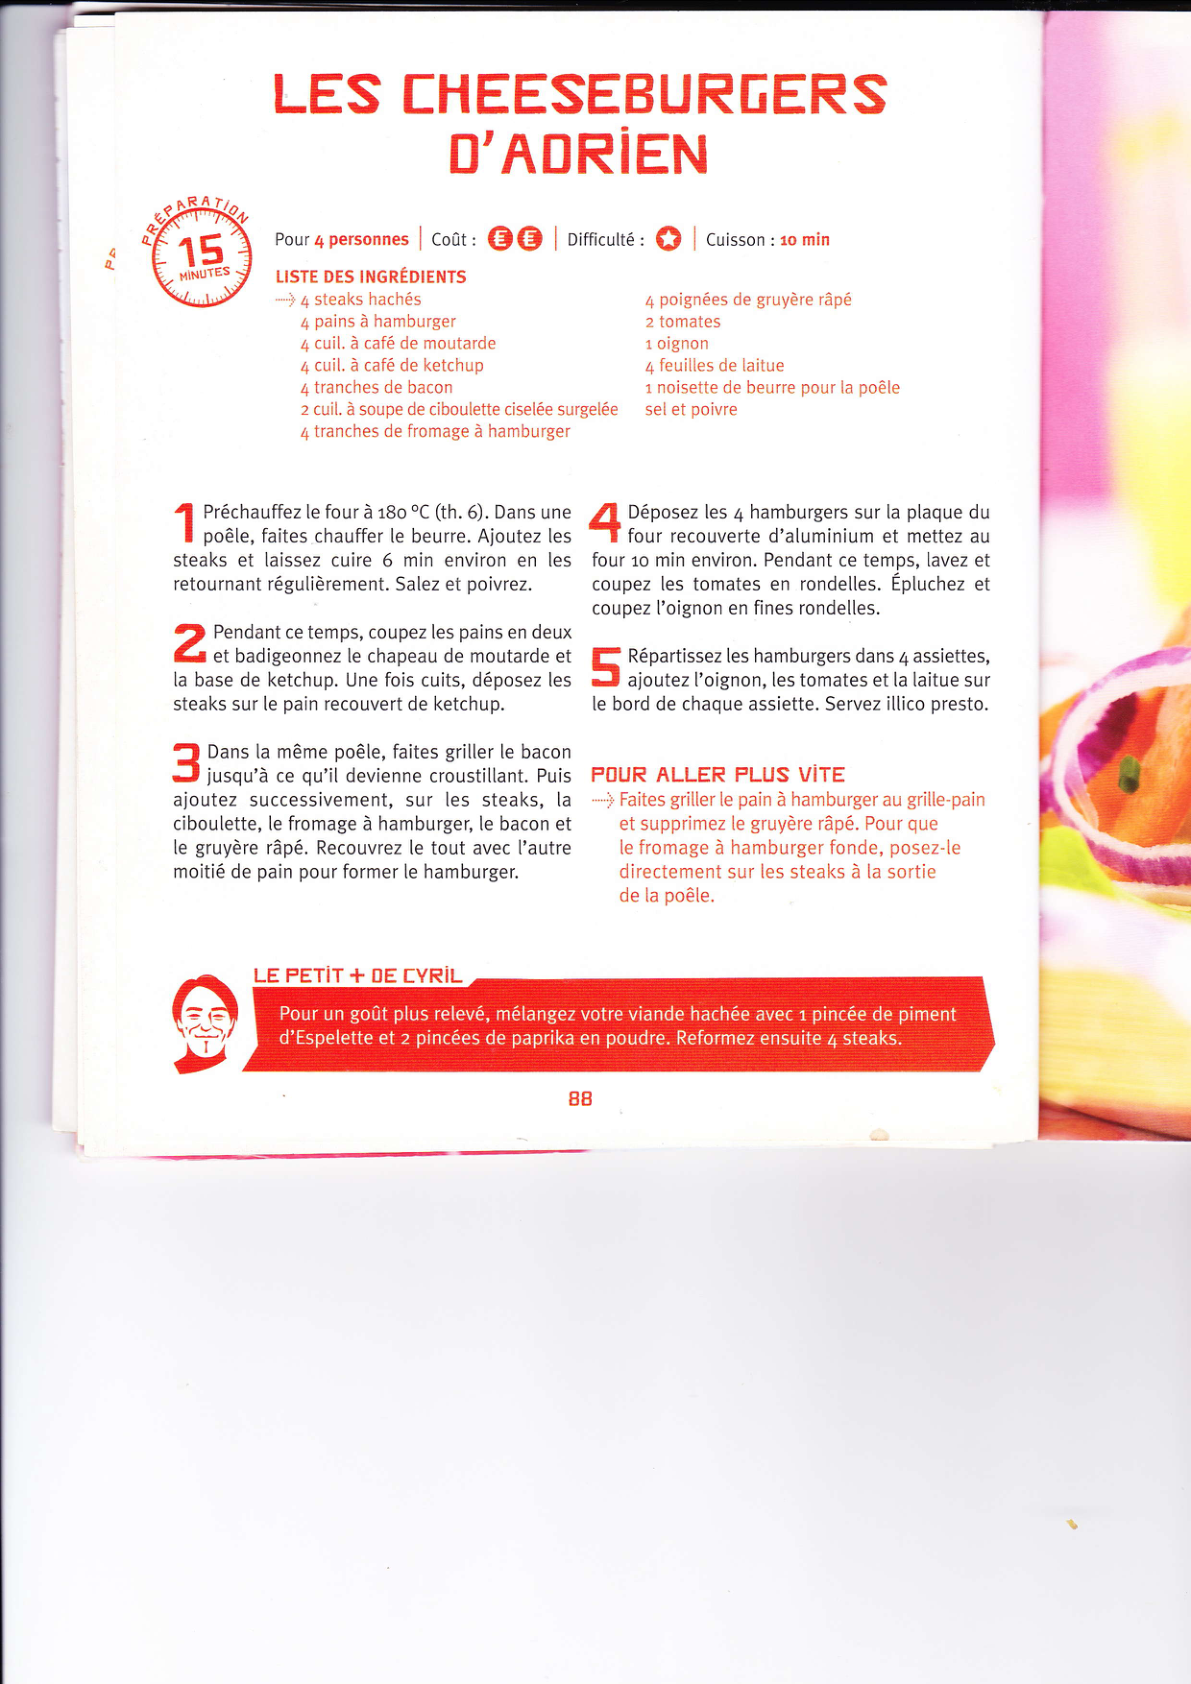 LES CHEESEBURGERS
D'ADRIEN
PRÉPARATION
15
MINUTES
Pour 4 personnes | Coût : € € | Difficulté : | Cuisson : 10 min
LISTE DES INGRÉDIENTS
4 steaks hachés
4 pains à hamburger
4 cuil. à café de moutarde
4 cuil. à café de ketchup
4 tranches de bacon
2 cuil. à soupe de ciboulette ciselée surgelée
4 tranches de fromage à hamburger
4 poignées de gruyère râpé
2 tomates
1 oignon
4 feuilles de laitue
1 noisette de beurre pour la poêle
sel et poivre
1 Préchauffez le four à 180 °C (th. 6). Dans une
poêle, faites chauffer le beurre. Ajoutez les
steaks et laissez cuire 6 min environ en les
retournant régulièrement. Salez et poivrez.
2 Pendant ce temps, coupez les pains en deux
et badigeonnez le chapeau de moutarde et
la base de ketchup. Une fois cuits, déposez les
steaks sur le pain recouvert de ketchup.
3 Dans la même poêle, faites griller le bacon
jusqu'à ce qu'il devienne croustillant. Puis
ajoutez successivement, sur les steaks, la
ciboulette, le fromage à hamburger, le bacon et
le gruyère râpé. Recouvrez le tout avec l'autre
moitié de pain pour former le hamburger.
4 Déposez les 4 hamburgers sur la plaque du
four recouverte d'aluminium et mettez au
four 10 min environ. Pendant ce temps, lavez et
coupez les tomates en rondelles. Épluchez et
coupez l'oignon en fines rondelles.
5 Répartissez les hamburgers dans 4 assiettes,
ajoutez l'oignon, les tomates et la laitue sur
le bord de chaque assiette. Servez illico presto.
POUR ALLER PLUS VITE
Faites griller le pain à hamburger au grille-pain
et supprimez le gruyère râpé. Pour que
le fromage à hamburger fonde, posez-le
directement sur les steaks à la sortie
de la poêle.
LE PETIT + DE CYRIL
Pour un goût plus relevé, mélangez votre viande hachée avec 1 pincée de piment
d'Espelette et 2 pincées de paprika en poudre. Reformez ensuite 4 steaks.
88